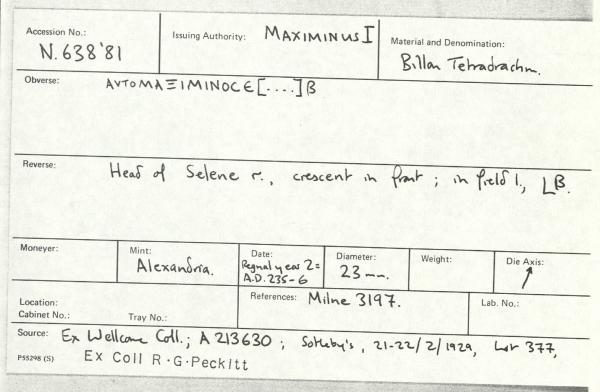 Accession No.: Issuing Authority: MAXIMINUS I Material and Denomination:
N.638'81 Billon Tetradrachm.
Obverse: ΑVΤΟΜΑΞΙΜΙΝΟCΕ[....]Β
Reverse: Head of Selene r., crescent in front ; in field l., LB.
Moneyer: Mint: Date: Diameter: Weight: Die Axis:
Alexandria. Regnal year 2 = 23 mm. ↗
A.D. 235-6
Location: References: Milne 3197. Lab. No.:
Cabinet No.: Tray No.:
Source: Ex Wellcome Coll.; A 213630 ; Sotheby's, 21-22/2/1929, Lot 377,
P55298 (S) Ex Coll R.G.Peckitt